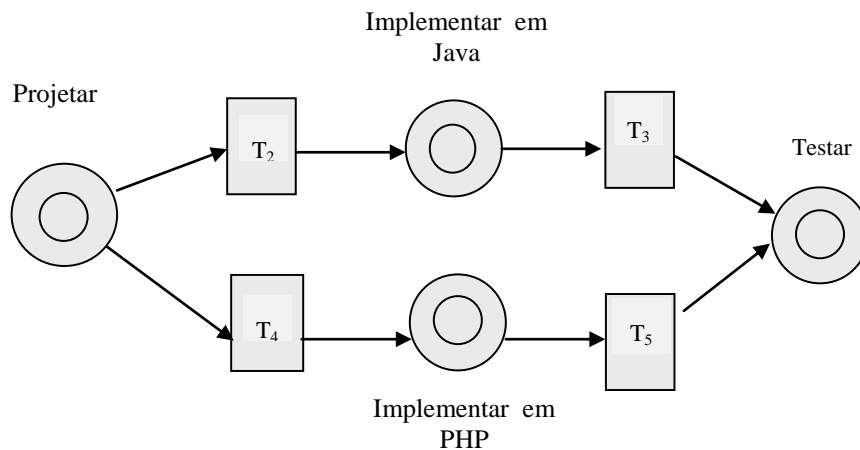 Implementar em
Java
Projetar
T₂
T₃
Testar
T₄
T₅
Implementar em
PHP